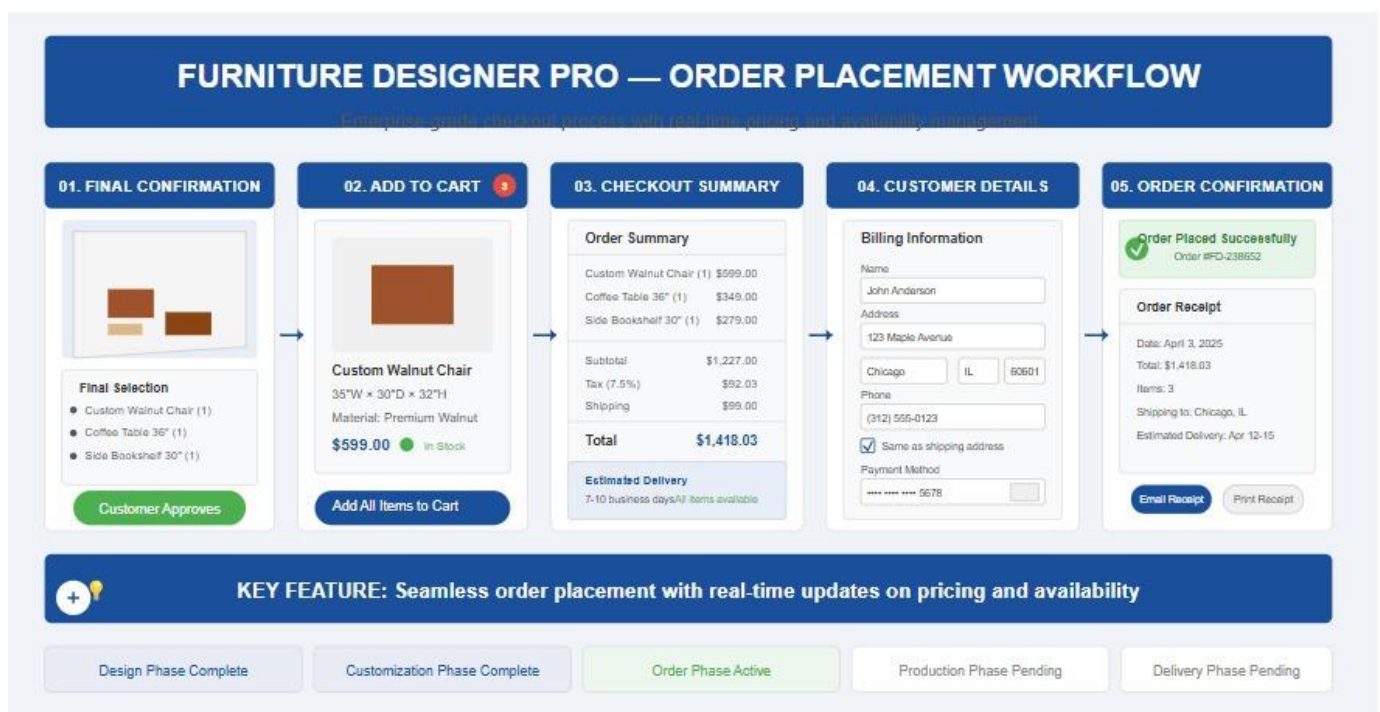 FURNITURE DESIGNER PRO — ORDER PLACEMENT WORKFLOW
Enterprise-grade checkout process with real-time pricing and availability management
01. FINAL CONFIRMATION
Final Selection
Custom Walnut Chair (1)
Coffee Table 36" (1)
Side Bookshelf 30" (1)
Customer Approves
02. ADD TO CART
3
Custom Walnut Chair
35"W × 30"D × 32"H
Material: Premium Walnut
$599.00 In Stock
Add All Items to Cart
03. CHECKOUT SUMMARY
Order Summary
Custom Walnut Chair (1) $599.00
Coffee Table 36" (1) $349.00
Side Bookshelf 30" (1) $279.00
Subtotal $1,227.00
Tax (7.5%) $92.03
Shipping $99.00
Total $1,418.03
Estimated Delivery
7-10 business days All items available
04. CUSTOMER DETAILS
Billing Information
Name
John Anderson
Address
123 Maple Avenue
Chicago IL 60601
Phone
(312) 555-0123
Same as shipping address
Payment Method
•••• •••• •••• 5678
05. ORDER CONFIRMATION
Order Placed Successfully
Order #FD-238652
Order Receipt
Date: April 3, 2025
Total: $1,418.03
Items: 3
Shipping to: Chicago, IL
Estimated Delivery: Apr 12-15
Email Receipt Print Receipt
KEY FEATURE: Seamless order placement with real-time updates on pricing and availability
Design Phase Complete
Customization Phase Complete
Order Phase Active
Production Phase Pending
Delivery Phase Pending